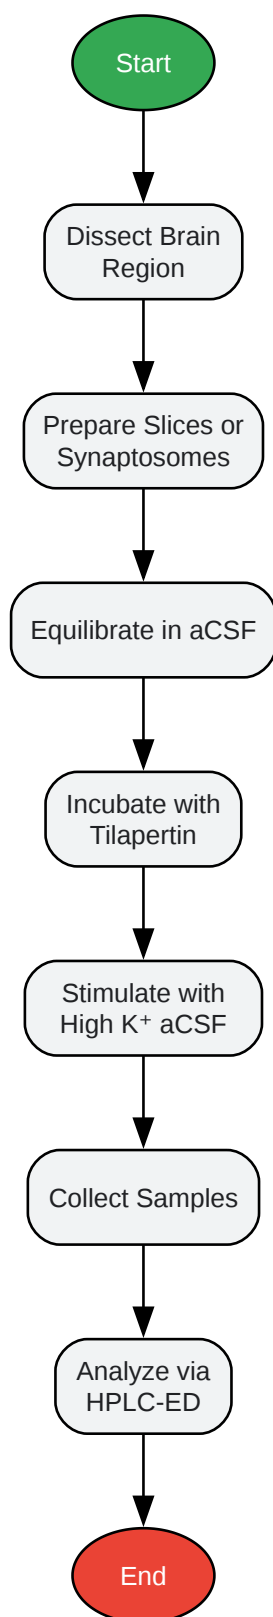 Start
Dissect Brain
Region
Prepare Slices or
Synaptosomes
Equilibrate in aCSF
Incubate with
Tilapertin
Stimulate with
High K⁺ aCSF
Collect Samples
Analyze via
HPLC-ED
End